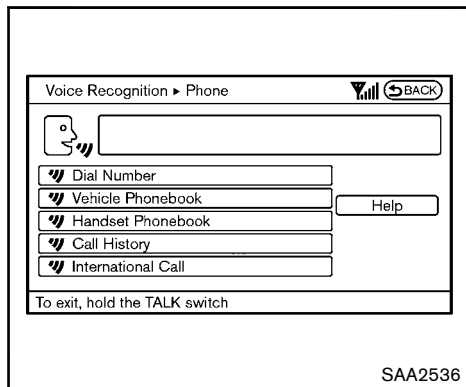 Voice Recognition ▸ Phone BACK
Dial Number
Vehicle Phonebook
Help
Handset Phonebook
Call History
International Call
To exit, hold the TALK switch
SAA2536